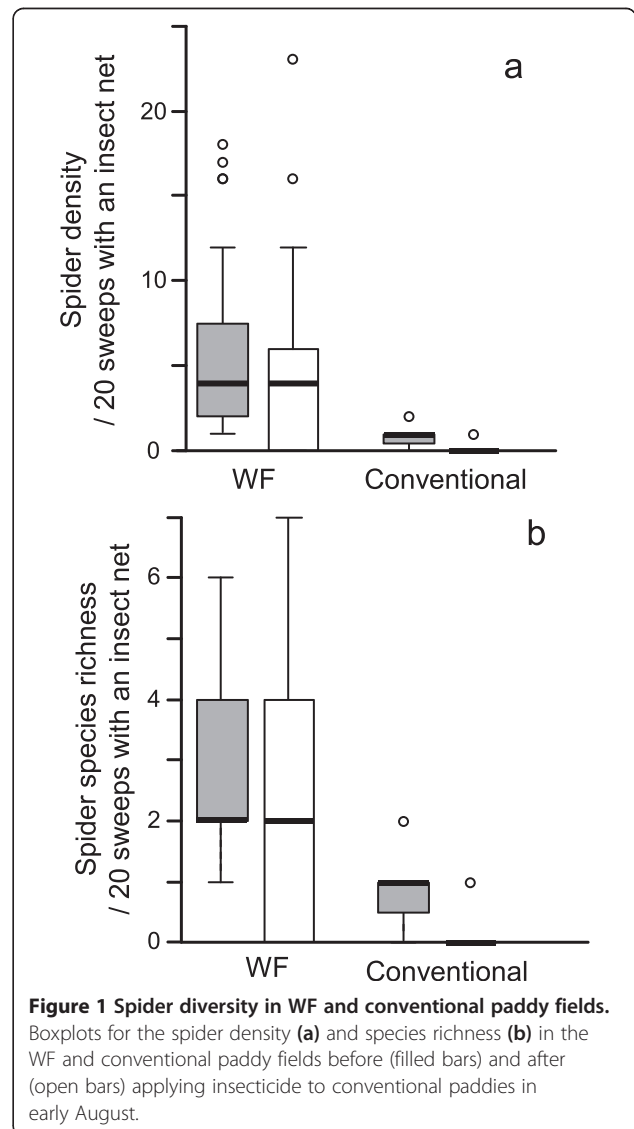 a
Spider density
/ 20 sweeps with an insect net
20
10
0
WF Conventional
b
Spider species richness
/ 20 sweeps with an insect net
6
4
2
0
WF Conventional
Figure 1 Spider diversity in WF and conventional paddy fields.
Boxplots for the spider density (a) and species richness (b) in the
WF and conventional paddy fields before (filled bars) and after
(open bars) applying insecticide to conventional paddies in
early August.